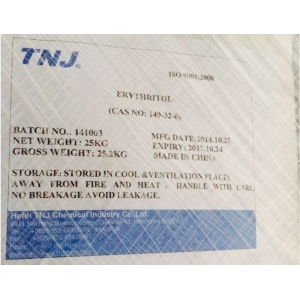 TNJ
ISO 9001:2008
ERYTHRITOL
(CAS NO: 149-32-6)
BATCH NO.: 141003
NET WEIGHT: 25KG
GROSS WEIGHT: 25.2KG
MFG DATE:2014.10.25
EXPIRY: 2017.10.24
MADE IN CHINA
STORAGE: STORED IN COOL &VENTILATION PLACE;
AWAY FROM FIRE AND HEAT . HANDLE WITH CARE,
NO BREAKAGE AVOID LEAKAGE.
Hefei TNJ Chemical Industry Co.,Ltd.